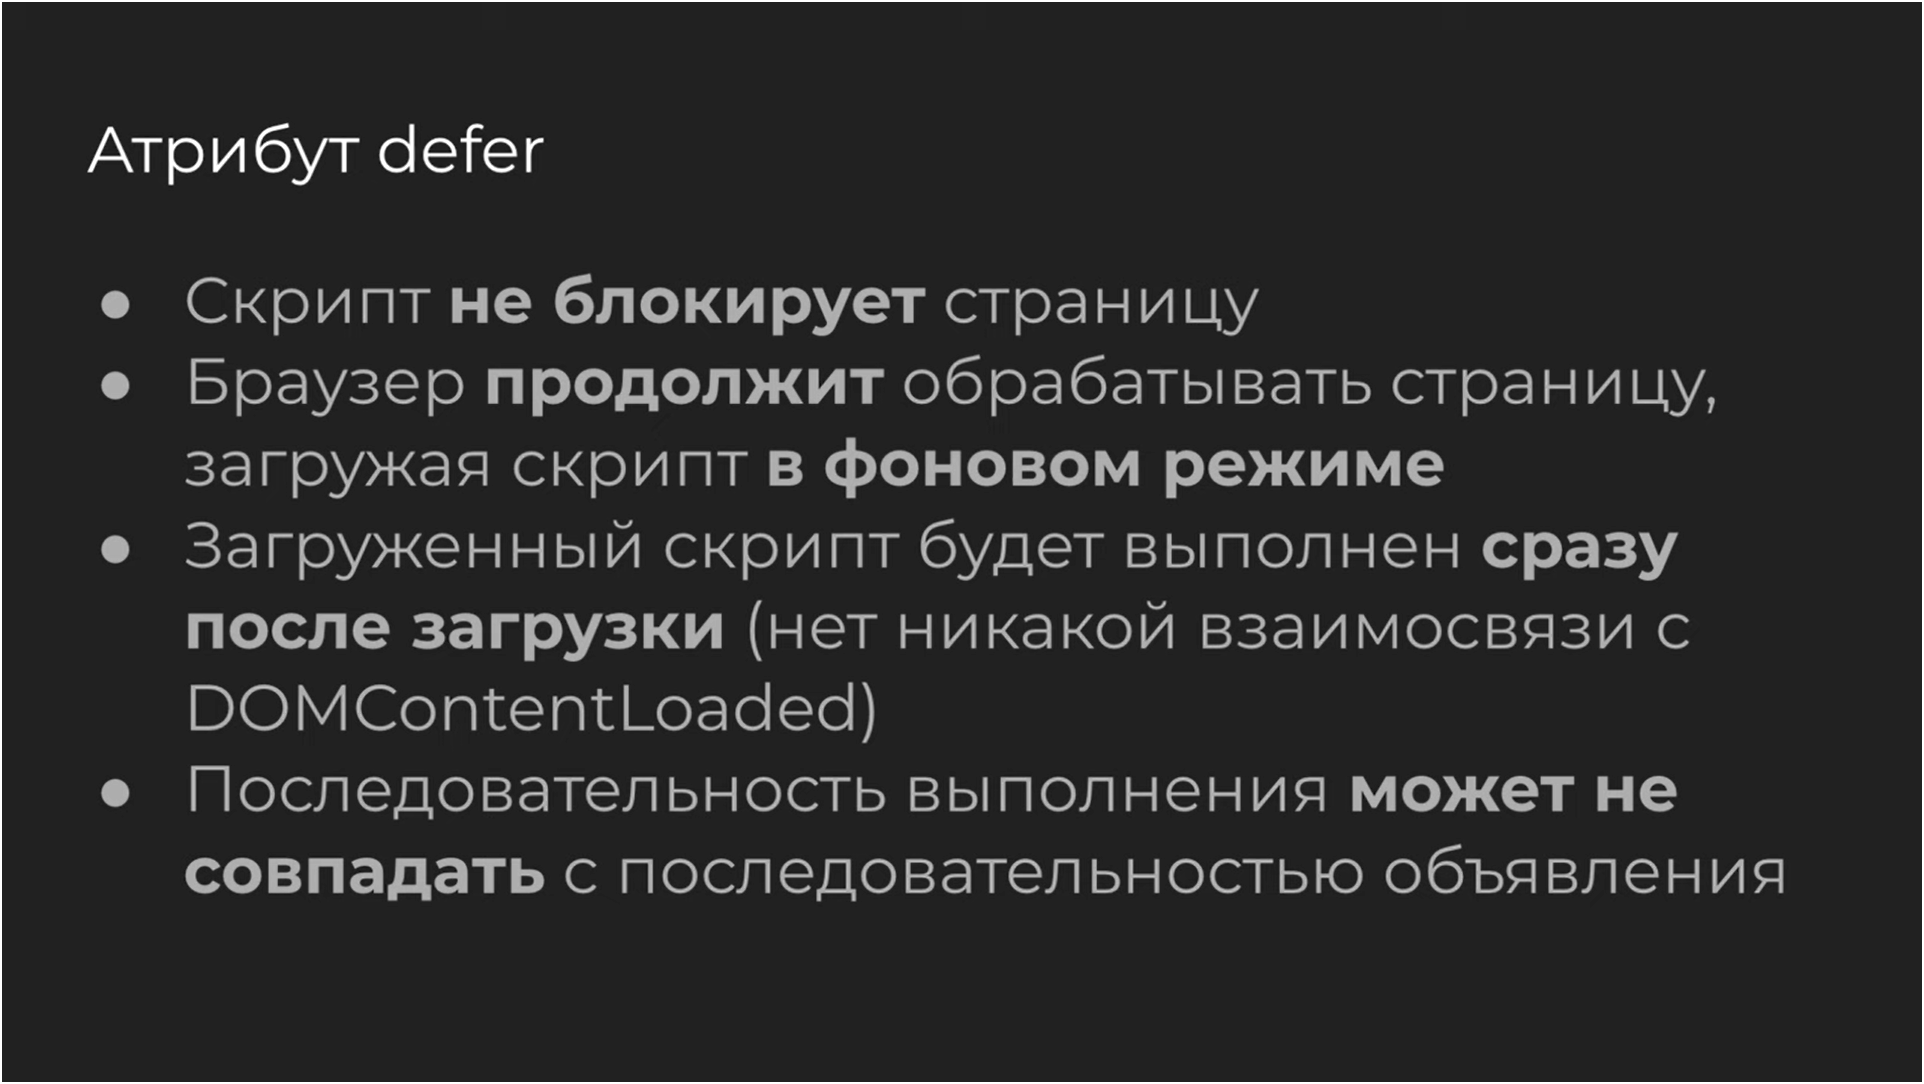 Атрибут defer
● Скрипт не блокирует страницу
● Браузер продолжит обрабатывать страницу,
загружая скрипт в фоновом режиме
● Загруженный скрипт будет выполнен сразу
после загрузки (нет никакой взаимосвязи с
DOMContentLoaded)
● Последовательность выполнения может не
совпадать с последовательностью объявления